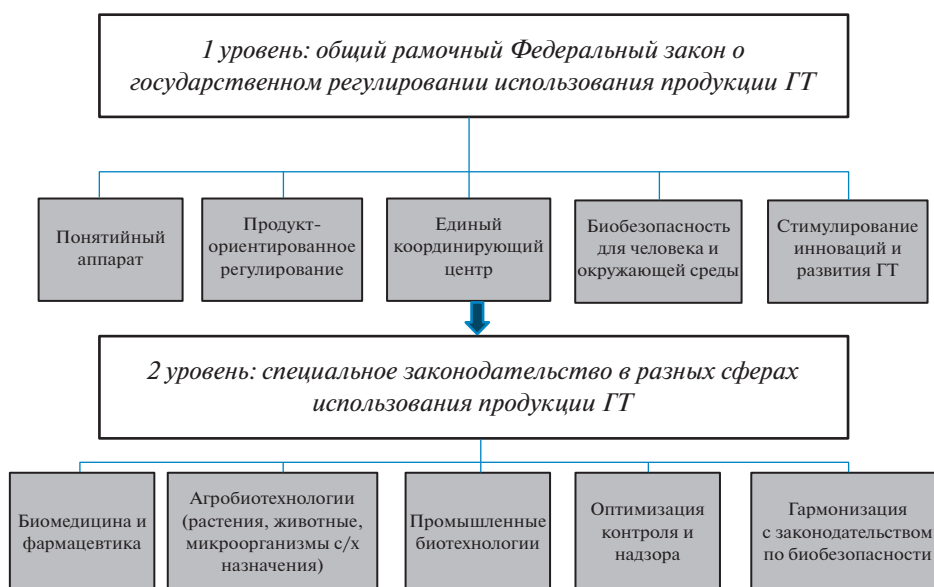 1 уровень: общий рамочный Федеральный закон о
государственном регулировании использования продукции ГТ
Понятийный
аппарат
Продукт-
ориентированное
регулирование
Единый
координирующий
центр
Биобезопасность
для человека и
окружающей среды
Стимулирование
инноваций и
развития ГТ
2 уровень: специальное законодательство в разных сферах
использования продукции ГТ
Биомедицина и
фармацевтика
Агробиотехнологии
(растения, животные,
микроорганизмы с/х
назначения)
Промышленные
биотехнологии
Оптимизация
контроля и
надзора
Гармонизация
с законодательством
по биобезопасности